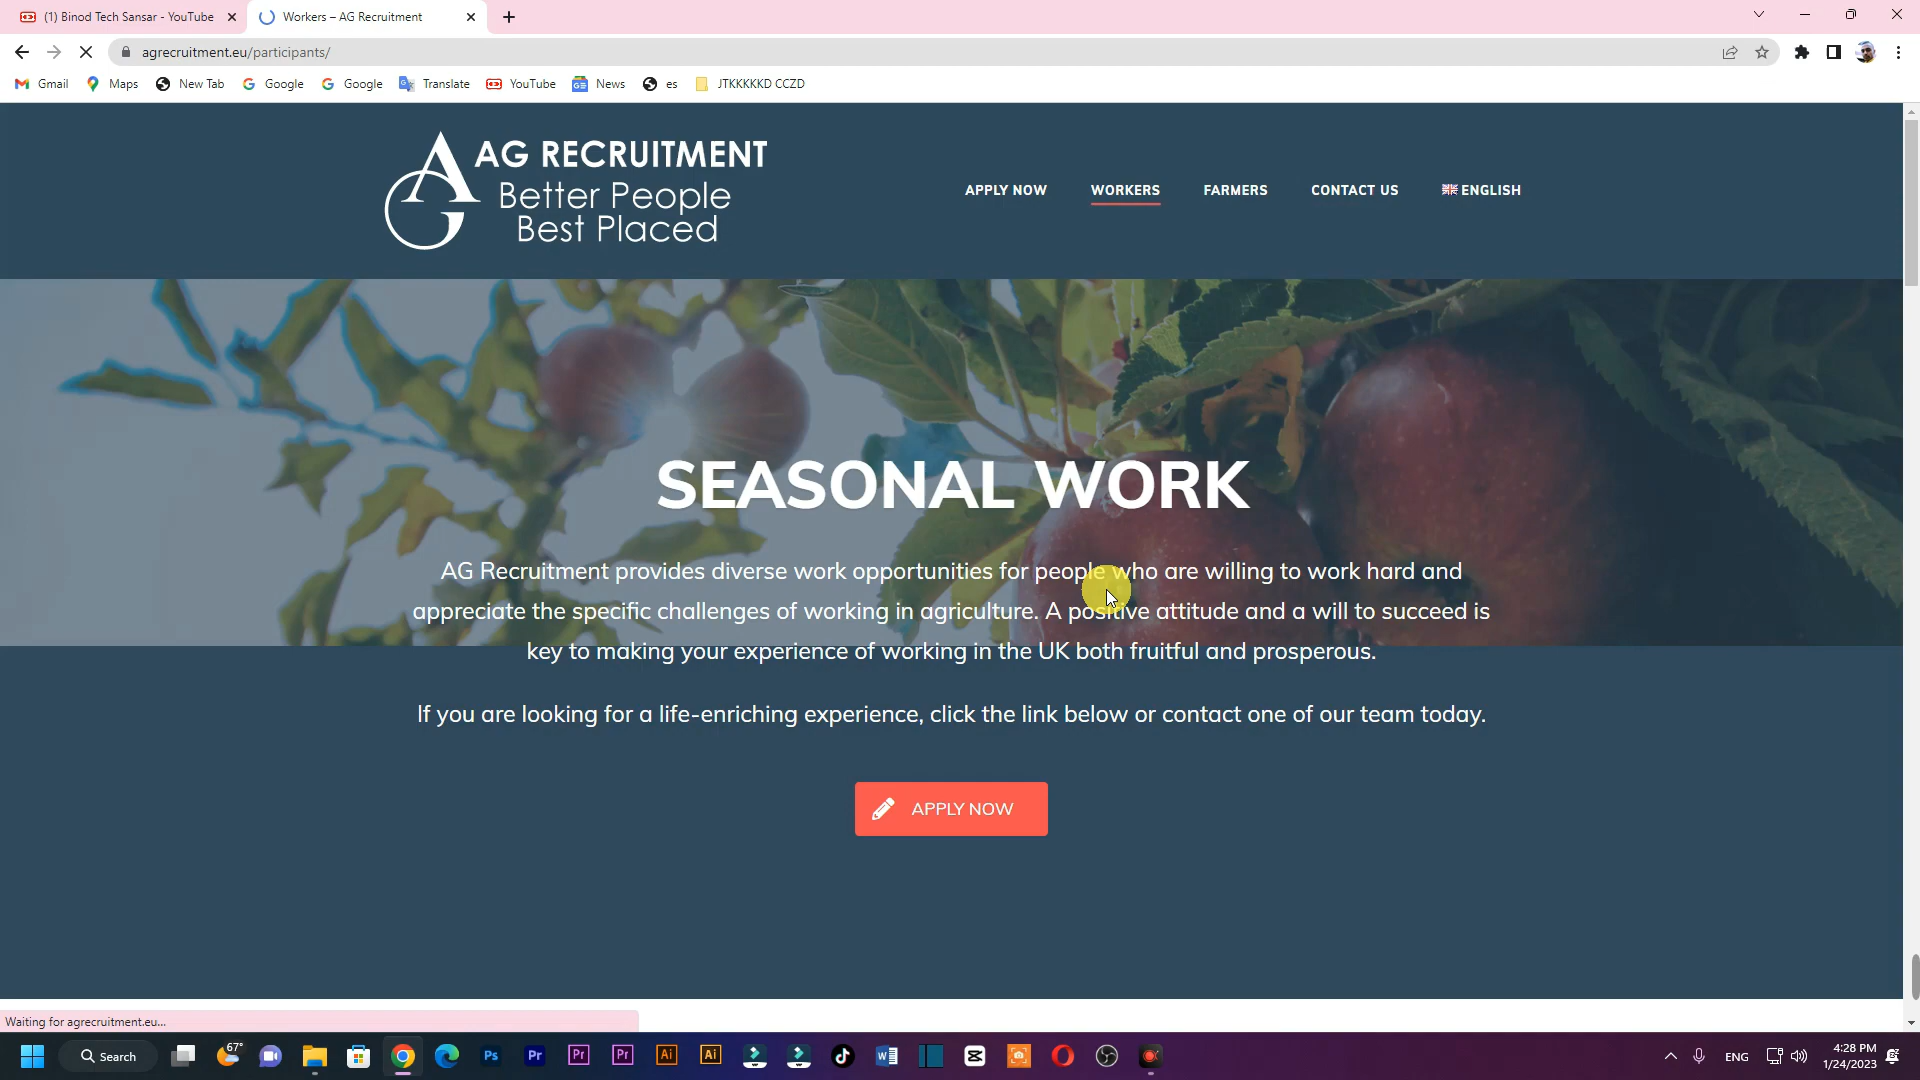 (1) Binod Tech Sansar - YouTube
Workers – AG Recruitment
agrecruitment.eu/participants/
Gmail Maps New Tab Google Google Translate YouTube News es JTKKKKKD CCZD
AG RECRUITMENT
Better People
Best Placed
APPLY NOW WORKERS FARMERS CONTACT US ENGLISH
SEASONAL WORK
AG Recruitment provides diverse work opportunities for people who are willing to work hard and
appreciate the specific challenges of working in agriculture. A positive attitude and a will to succeed is
key to making your experience of working in the UK both fruitful and prosperous.
If you are looking for a life-enriching experience, click the link below or contact one of our team today.
APPLY NOW
Waiting for agrecruitment.eu...
Search 67° Ps Pr Pr Pr Ai Ai ENG 4:28 PM
1/24/2023